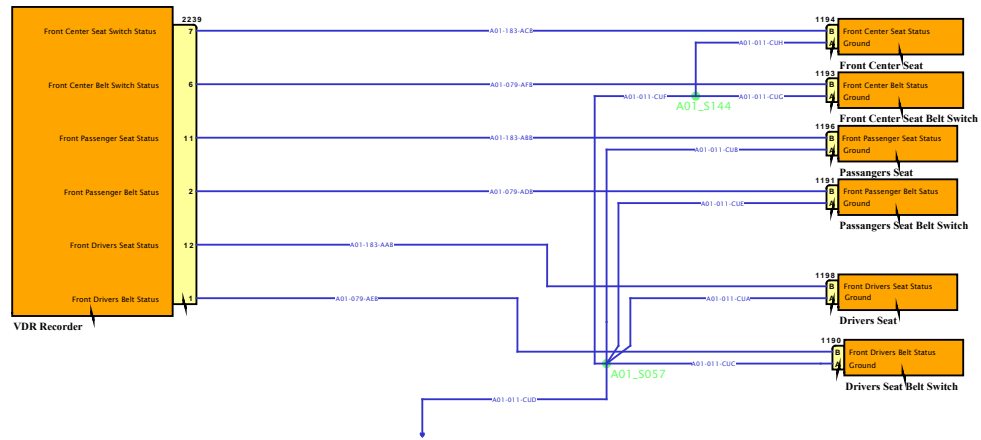 2239
1194
Front Center Seat Switch Status
7
A01-183-ACB
B
Front Center Seat Status
A01-011-CUH
A
Ground
Front Center Seat
1193
Front Center Belt Switch Status
6
A01-079-AFB
B
Front Center Belt Status
A01-011-CUF
A01-011-CUG
A
Ground
A01_S144
Front Center Seat Belt Switch
1196
Front Passenger Seat Status
11
A01-183-ABB
B
Front Passenger Seat Status
A01-011-CUB
A
Ground
Passangers Seat
1191
Front Passenger Belt Satus
2
A01-079-ADB
B
Front Passenger Belt Satus
A01-011-CUE
A
Ground
Passangers Seat Belt Switch
Front Drivers Seat Status
12
A01-183-AAB
1198
B
Front Drivers Seat Status
Front Drivers Belt Status
1
A01-079-AEB
A01-011-CUA
A
Ground
VDR Recorder
Drivers Seat
1190
B
Front Drivers Belt Status
A01-011-CUC
A
Ground
A01_S057
Drivers Seat Belt Switch
A01-011-CUD